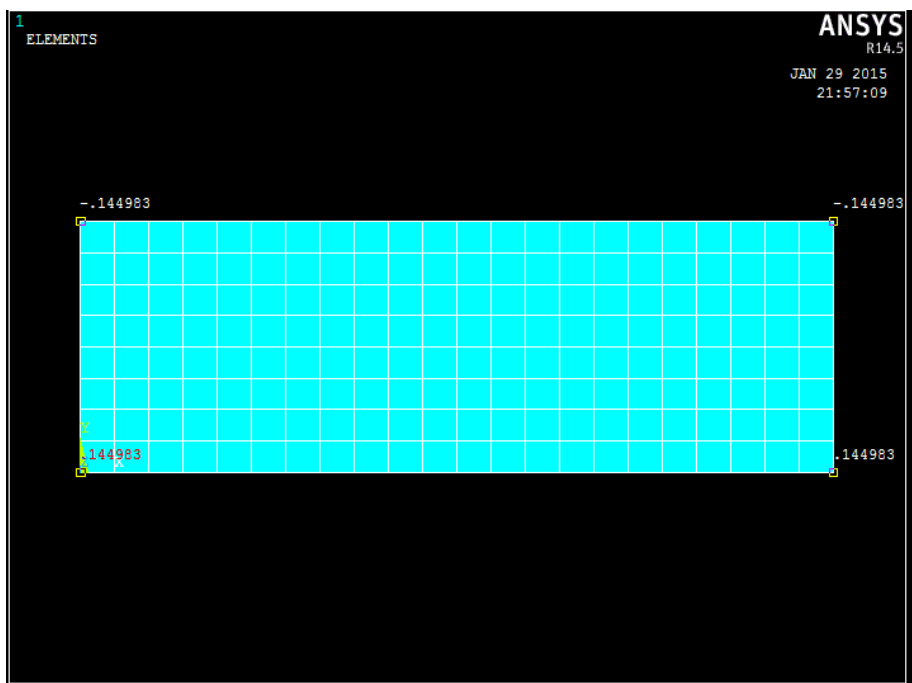 1
ELEMENTS
ANSYS
R14.5
JAN 29 2015
21:57:09
-.144983
-.144983
Y
.144983
X
.144983